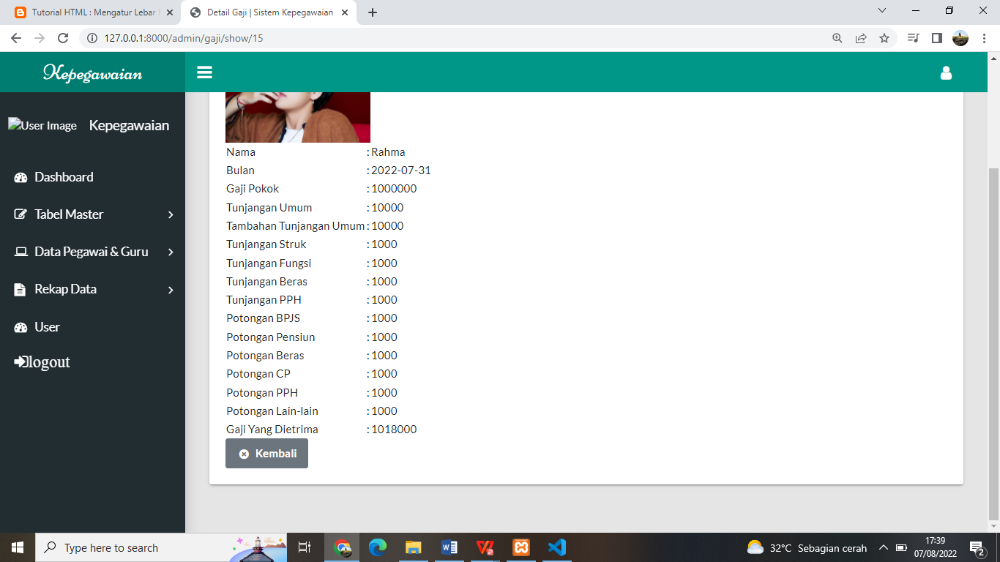 Tutorial HTML : Mengatur Lebar
Detail Gaji | Sistem Kepegawaian
127.0.0.1:8000/admin/gaji/show/15
Kepegawaian
User Image
Kepegawaian
Dashboard
Tabel Master
Data Pegawai & Guru
Rekap Data
User
logout
Nama : Rahma
Bulan : 2022-07-31
Gaji Pokok : 1000000
Tunjangan Umum : 10000
Tambahan Tunjangan Umum : 10000
Tunjangan Struk : 1000
Tunjangan Fungsi : 1000
Tunjangan Beras : 1000
Tunjangan PPH : 1000
Potongan BPJS : 1000
Potongan Pensiun : 1000
Potongan Beras : 1000
Potongan CP : 1000
Potongan PPH : 1000
Potongan Lain-lain : 1000
Gaji Yang Dietrima : 1018000
Kembali
Type here to search
32°C Sebagian cerah
17:39
07/08/2022
2